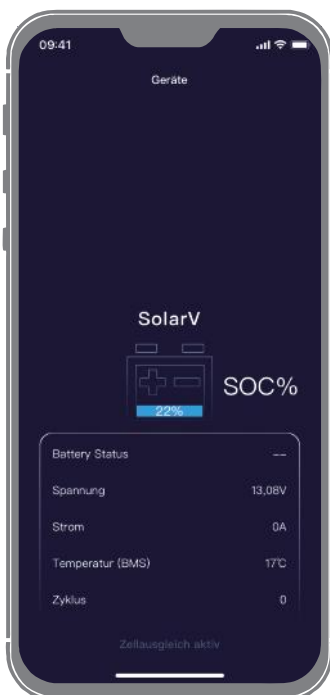 09:41
Geräte
SolarV
22%
SOC%
Battery Status --
Spannung 13,08V
Strom 0A
Temperatur (BMS) 17℃
Zyklus 0
Zellausgleich aktiv